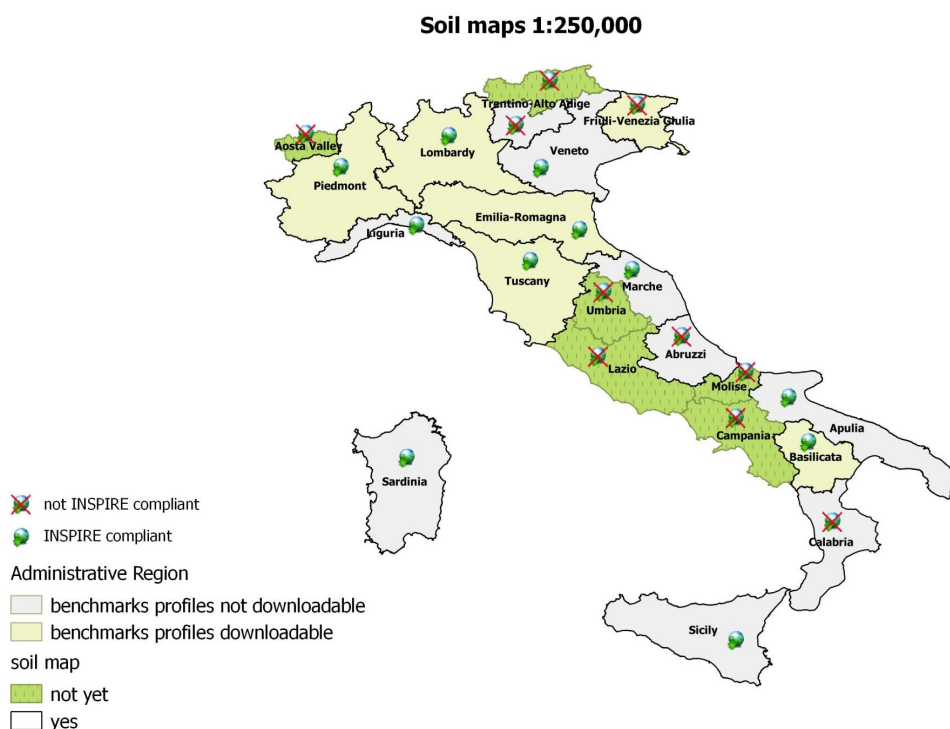 Soil maps 1:250,000
Trentino-Alto Adige
Friuli-Venezia Giulia
Aosta Valley
Lombardy
Veneto
Piedmont
Emilia-Romagna
Liguria
Tuscany
Marche
Umbria
Abruzzi
Lazio
Molise
Campania
Apulia
Basilicata
Sardinia
Calabria
Sicily
not INSPIRE compliant
INSPIRE compliant
Administrative Region
benchmarks profiles not downloadable
benchmarks profiles downloadable
soil map
not yet
yes